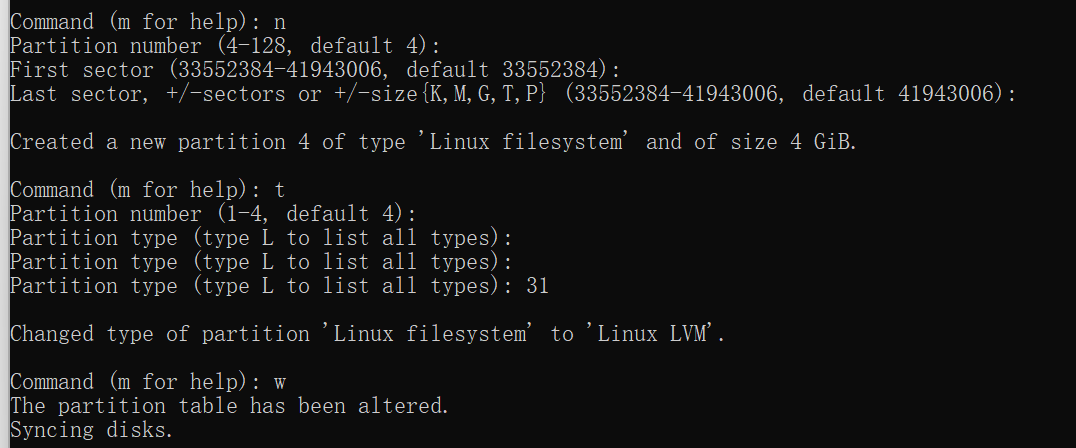 Command (m for help): n
Partition number (4-128, default 4):
First sector (33552384-41943006, default 33552384):
Last sector, +/-sectors or +/-size{K,M,G,T,P} (33552384-41943006, default 41943006):
Created a new partition 4 of type 'Linux filesystem' and of size 4 GiB.
Command (m for help): t
Partition number (1-4, default 4):
Partition type (type L to list all types):
Partition type (type L to list all types):
Partition type (type L to list all types): 31
Changed type of partition 'Linux filesystem' to 'Linux LVM'.
Command (m for help): w
The partition table has been altered.
Syncing disks.